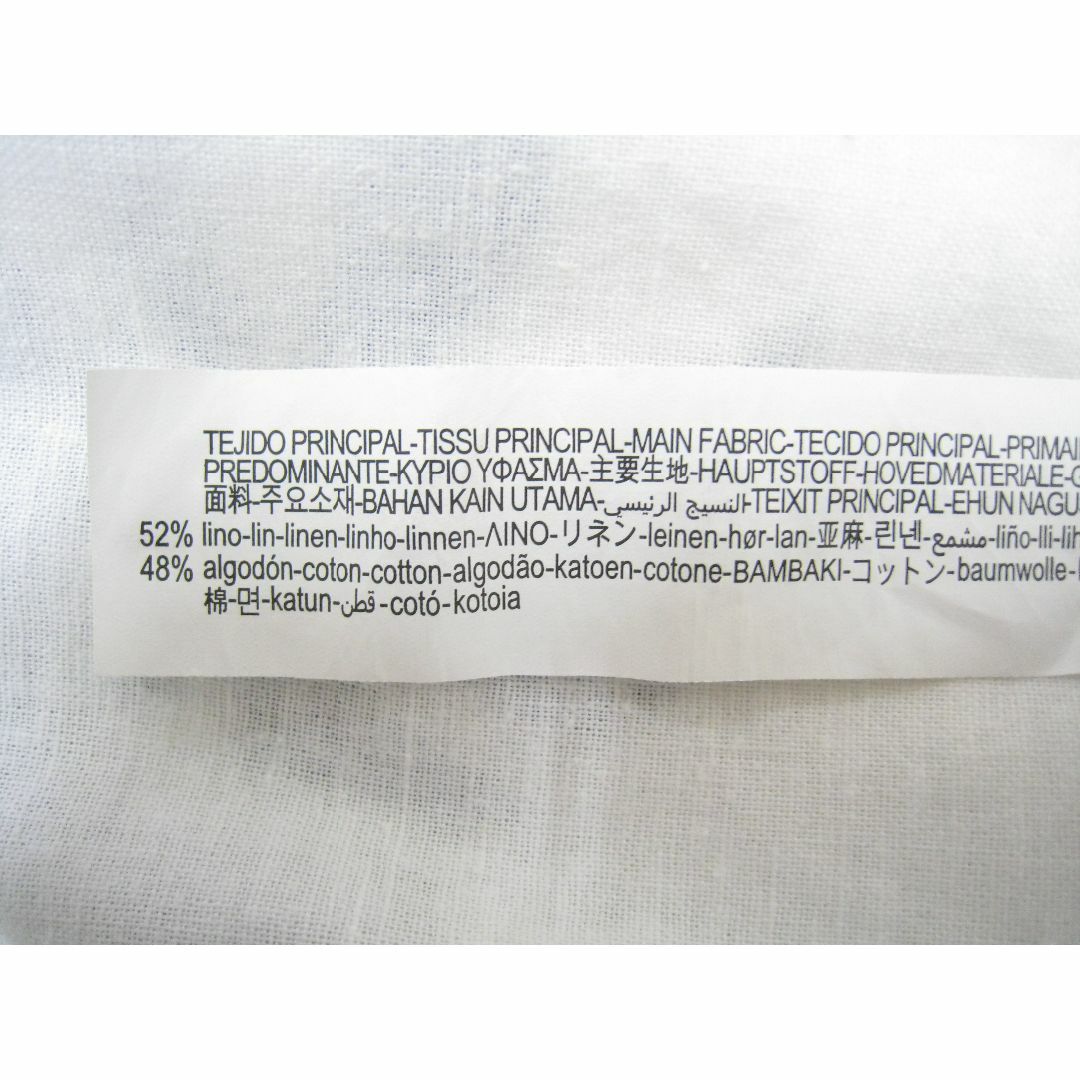 TEJIDO PRINCIPAL-TISSU PRINCIPAL-MAIN FABRIC-TECIDO PRINCIPAL-PRIMAI
PREDOMINANTE-ΚΥΡΙΟ ΥΦΑΣΜΑ-主要生地-HAUPTSTOFF-HOVEDMATERIALE-
面料-주요소재-BAHAN KAIN UTAMA-النسيج الرئيسي-TEIXIT PRINCIPAL-EHUN NAGU
52% lino-lin-linen-linho-linnen-ΛΙΝΟ-リネン-leinen-hør-lan-亚麻-린넨-مشمع-liño-lli-lih
48% algodón-coton-cotton-algodão-katoen-cotone-BAMBAKI-コットン-baumwolle-
棉-면-katun-قطن-cotó-kotoia